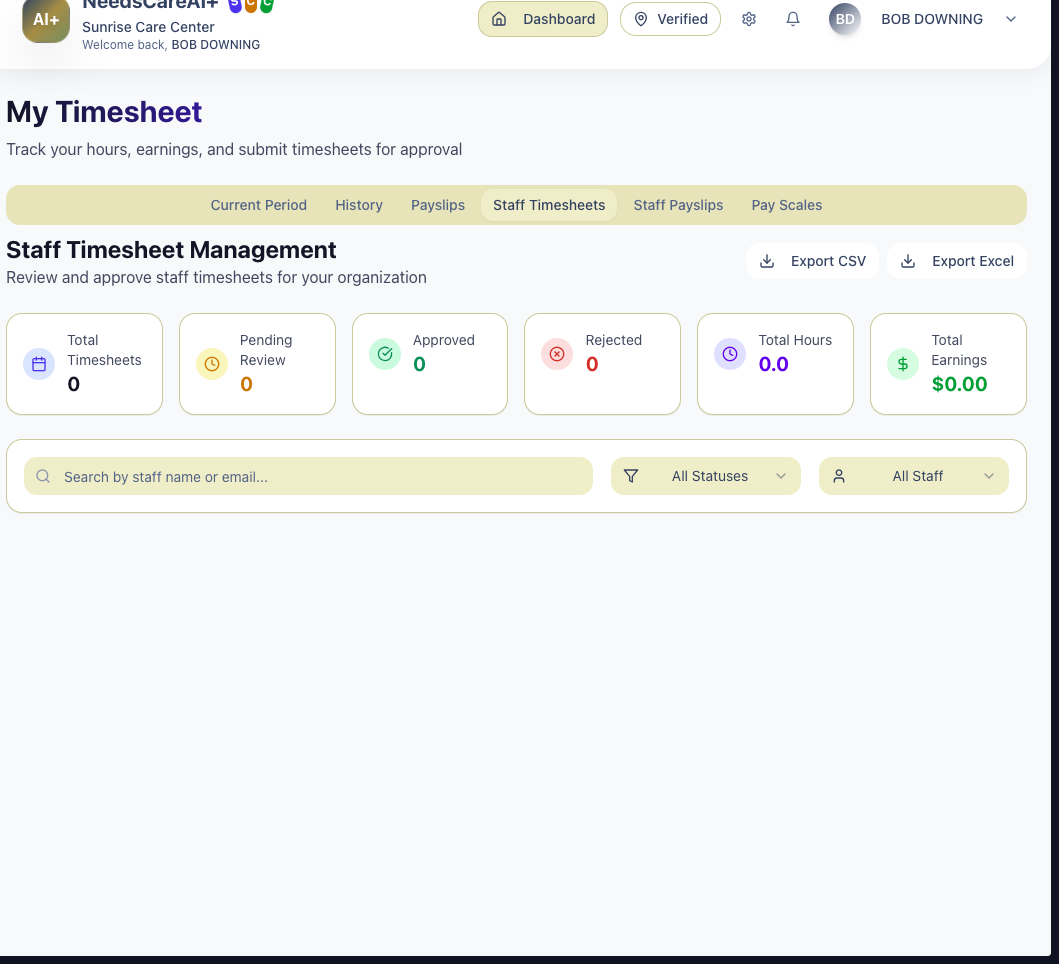 AI+
NeedsCareAI+ S C C
Sunrise Care Center
Welcome back, BOB DOWNING
Dashboard
Verified
BD
BOB DOWNING
My Timesheet
Track your hours, earnings, and submit timesheets for approval
Current Period History Payslips Staff Timesheets Staff Payslips Pay Scales
Staff Timesheet Management
Review and approve staff timesheets for your organization
Export CSV
Export Excel
Total
Timesheets
0
Pending
Review
0
Approved
0
Rejected
0
Total Hours
0.0
Total
Earnings
$0.00
Search by staff name or email...
All Statuses
All Staff